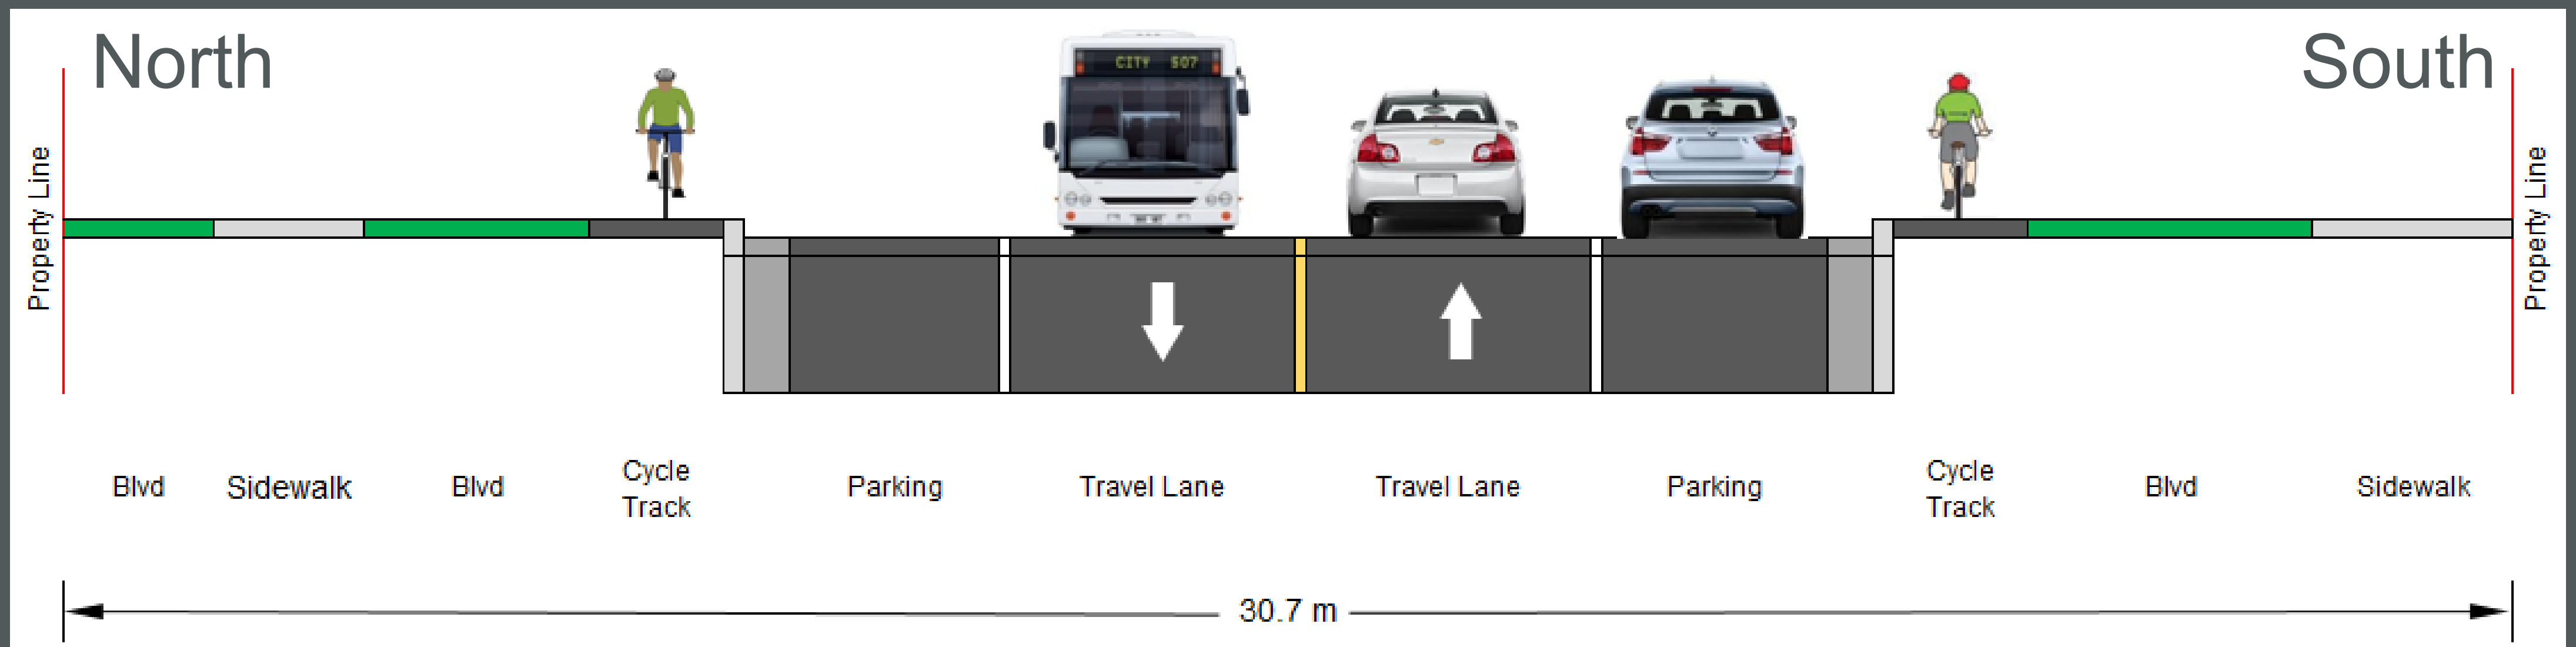 North
South
CITY 507
Property Line
Property Line
Blvd
Sidewalk
Blvd
Cycle
Track
Parking
Travel Lane
Travel Lane
Parking
Cycle
Track
Blvd
Sidewalk
30.7 m